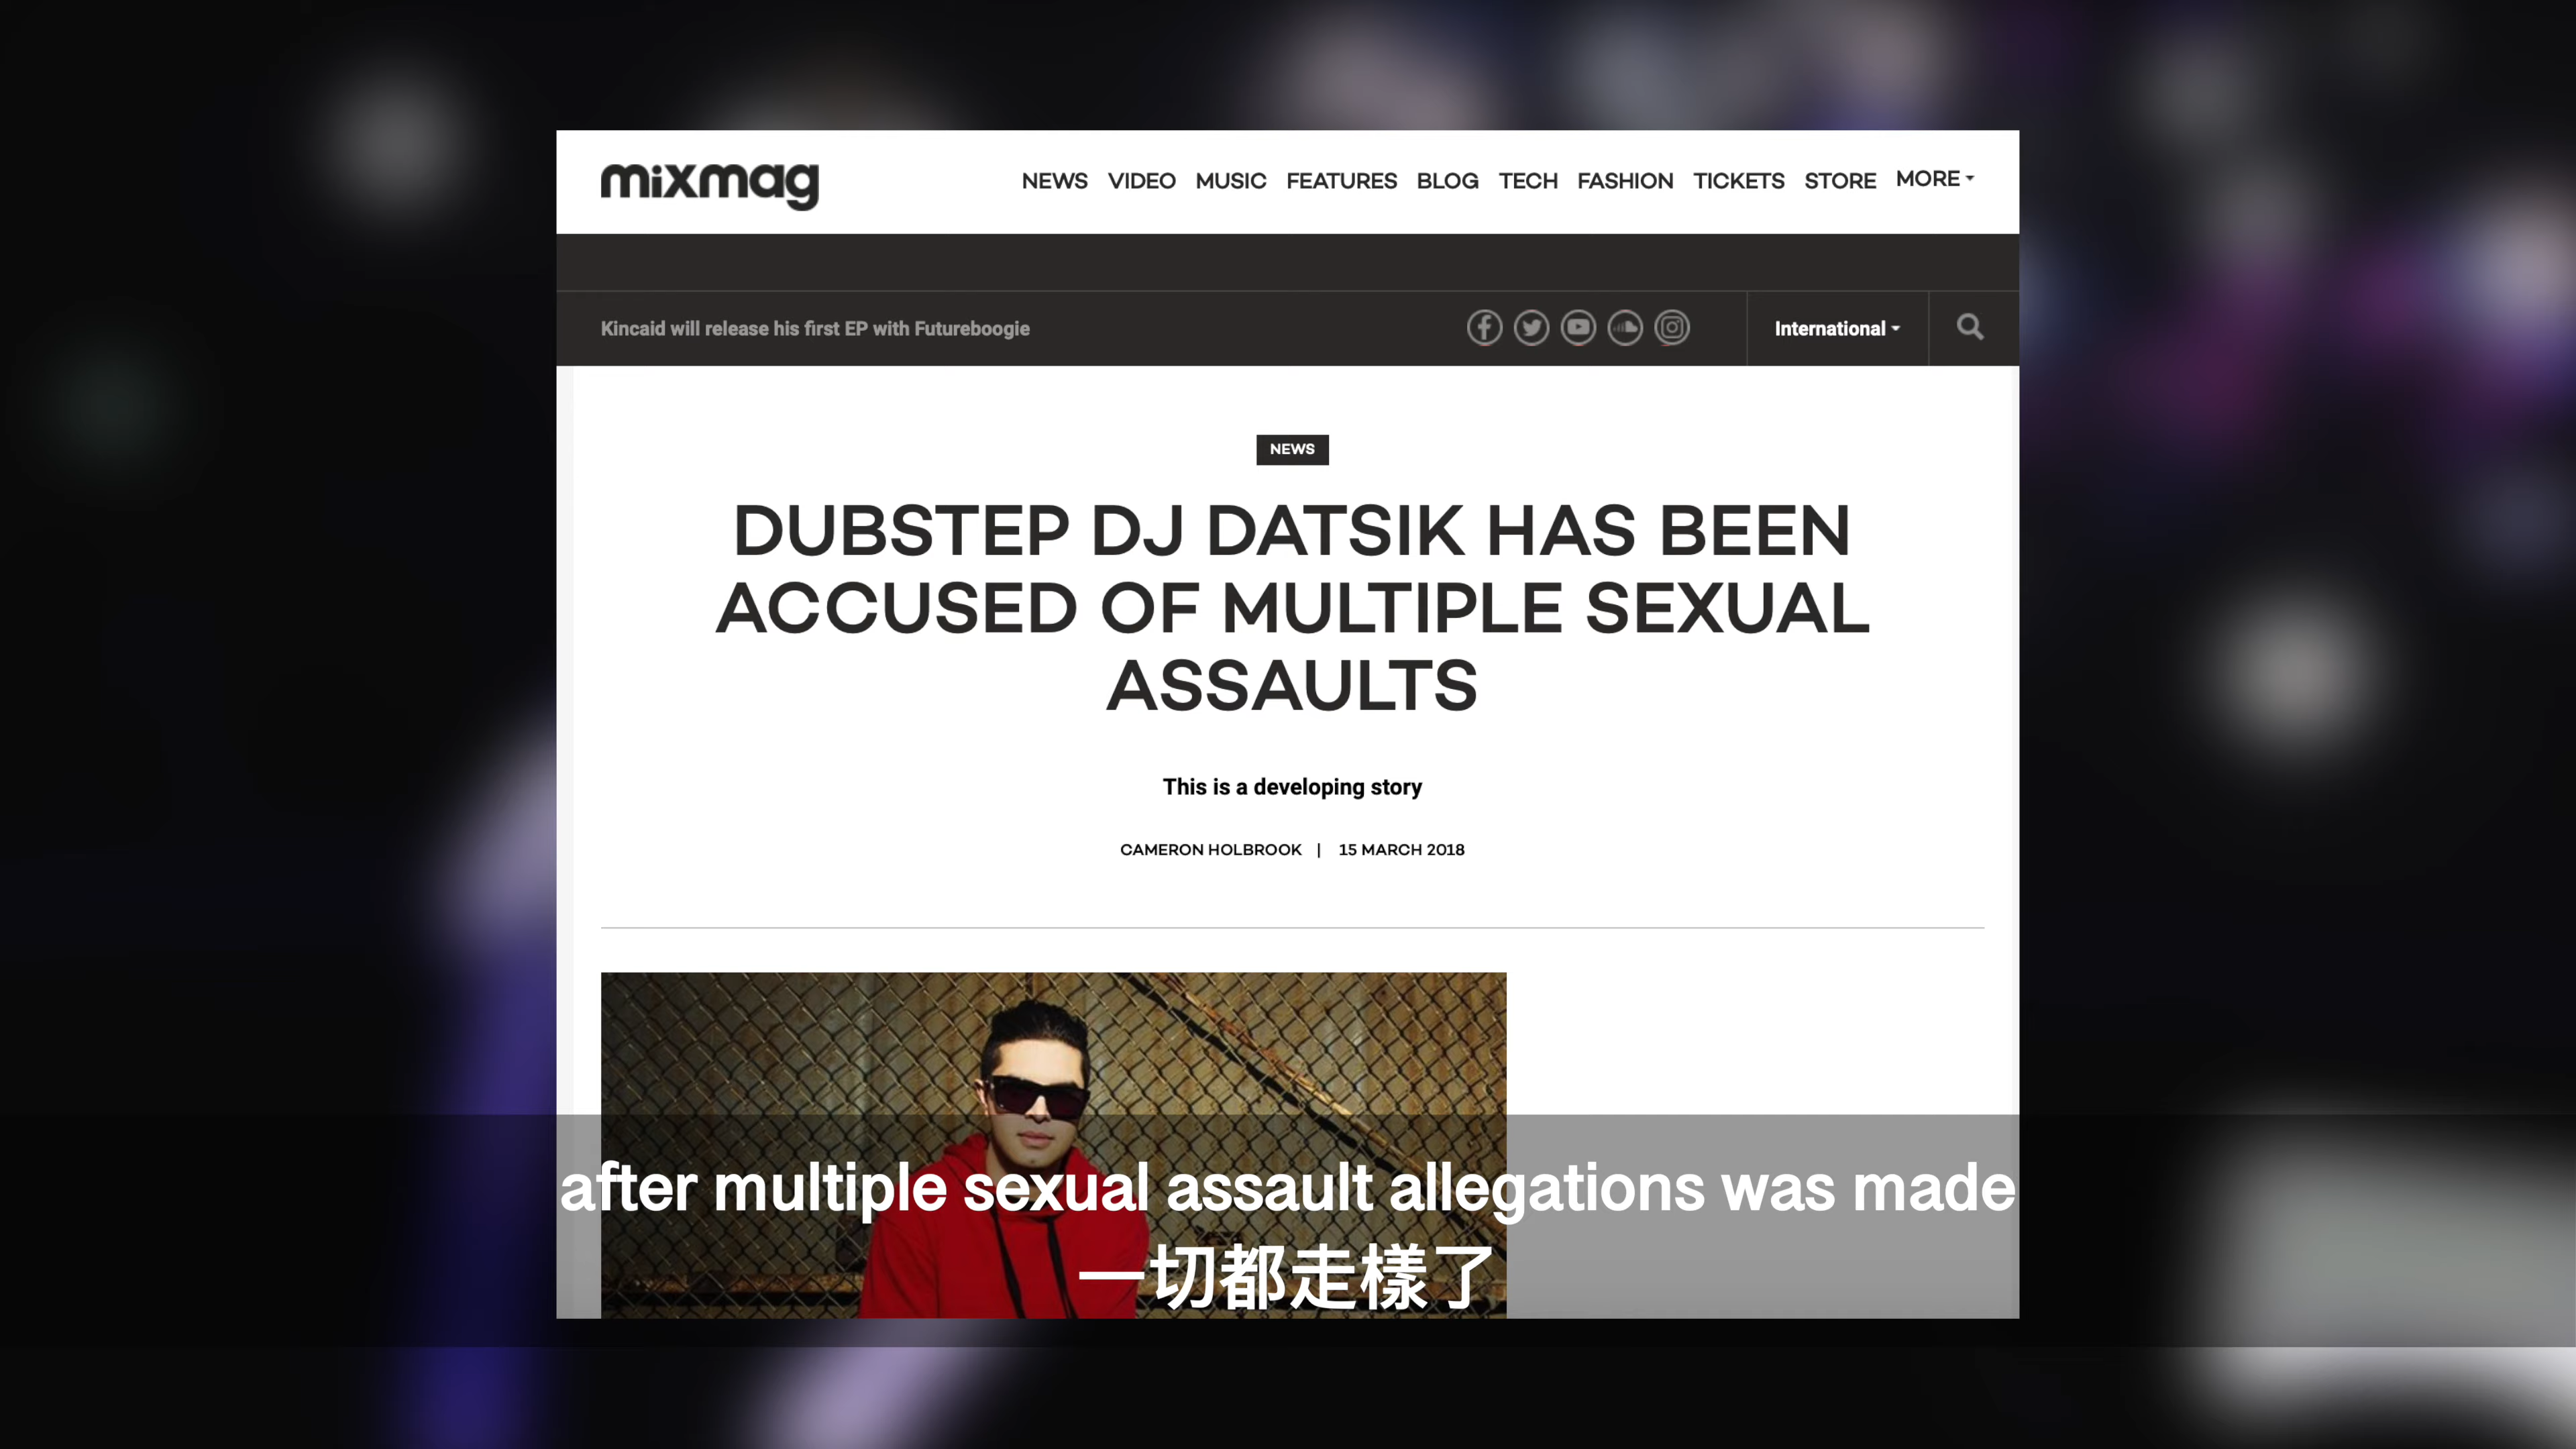 mixmag
NEWS VIDEO MUSIC FEATURES BLOG TECH FASHION TICKETS STORE MORE
Kincaid will release his first EP with Futureboogie
International
NEWS
DUBSTEP DJ DATSIK HAS BEEN
ACCUSED OF MULTIPLE SEXUAL
ASSAULTS
This is a developing story
CAMERON HOLBROOK | 15 MARCH 2018
after multiple sexual assault allegations was made
一切都走樣了